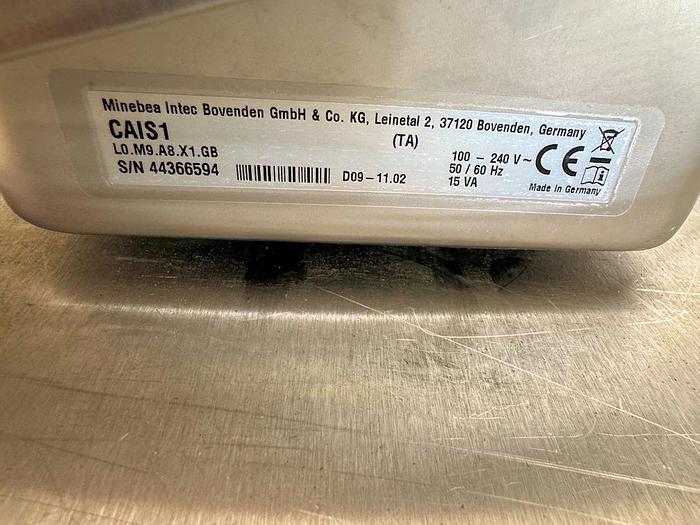 Minebea Intec Bovenden GmbH & Co. KG, Leinetal 2, 37120 Bovenden, Germany
CAIS1
(TA)
L0.M9.A8.X1.GB
S/N 44366594
D09-11.02
100 - 240 V~
50 / 60 Hz
15 VA
CE
Made in Germany